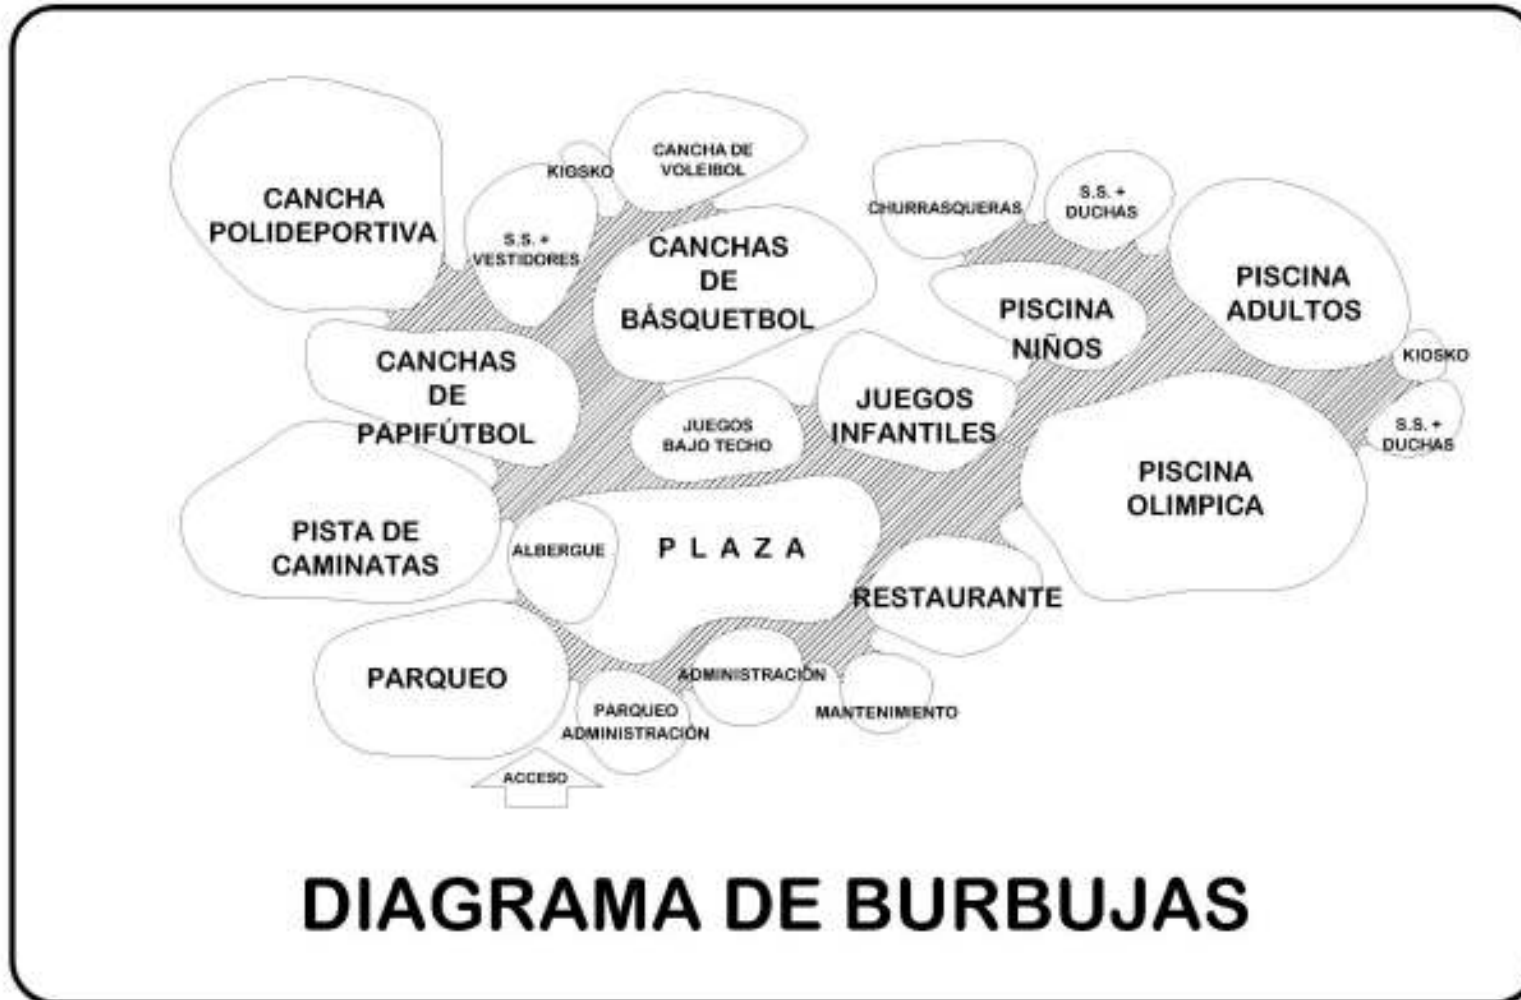 CANCHA
POLIDEPORTIVA
KIOSKO
CANCHA DE
VOLEIBOL
S.S. +
VESTIDORES
CANCHAS
DE
BÁSQUETBOL
CHURRASQUERAS
S.S. +
DUCHAS
PISCINA
ADULTOS
PISCINA
NIÑOS
KIOSKO
CANCHAS
DE
PAPIFÚTBOL
JUEGOS
BAJO TECHO
JUEGOS
INFANTILES
S.S. +
DUCHAS
PISCINA
OLIMPICA
PISTA DE
CAMINATAS
ALBERGUE
P L A Z A
RESTAURANTE
PARQUEO
PARQUEO
ADMINISTRACIÓN
ADMINISTRACIÓN
MANTENIMIENTO
ACCESO
DIAGRAMA DE BURBUJAS